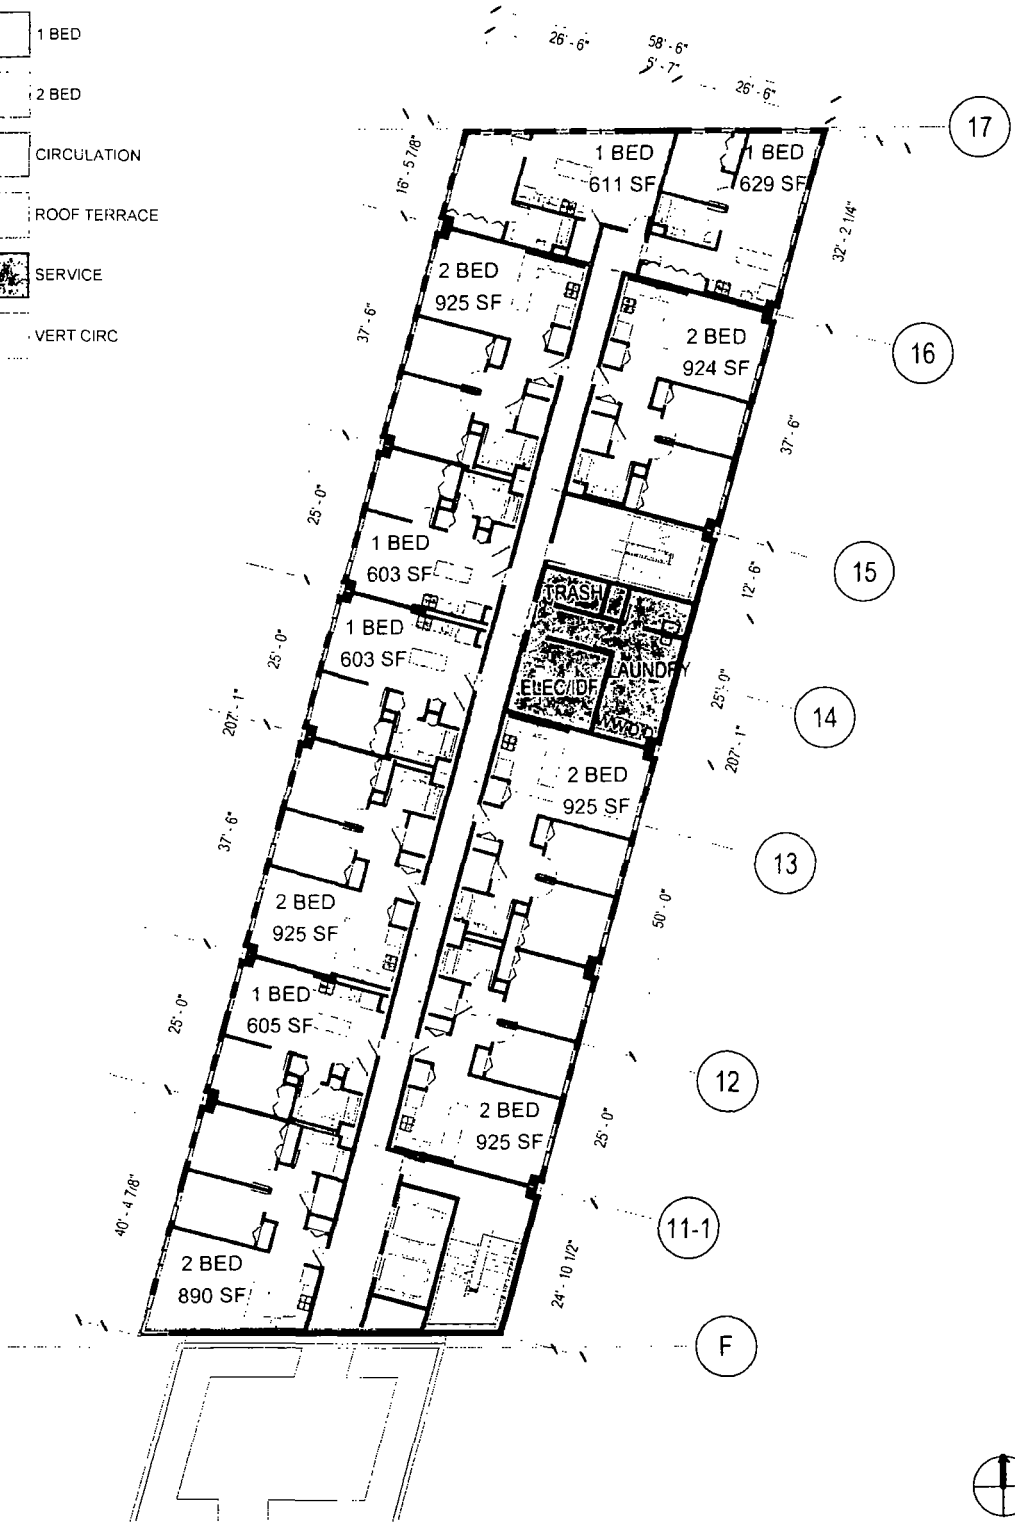 1 BED
2 BED
CIRCULATION
ROOF TERRACE
SERVICE
VERT CIRC
26'-6"
58'-6"
5'-7"
26'-6"
17
16'-5 7/8"
1 BED
611 SF
1 BED
629 SF
32'-2 1/4"
2 BED
925 SF
37'-6"
2 BED
924 SF
16
37'-6"
25'-0"
1 BED
603 SF
15
12'-6"
TRASH
1 BED
603 SF
25'-0"
LAUNDRY
ELEC/IDF
25'-0"
207'-1"
14
207'-1"
W W D D
2 BED
925 SF
37'-6"
13
2 BED
925 SF
50'-0"
1 BED
605 SF
25'-0"
12
2 BED
925 SF
25'-0"
40'-4 7/8"
11-1
2 BED
890 SF
24'-10 1/2"
F